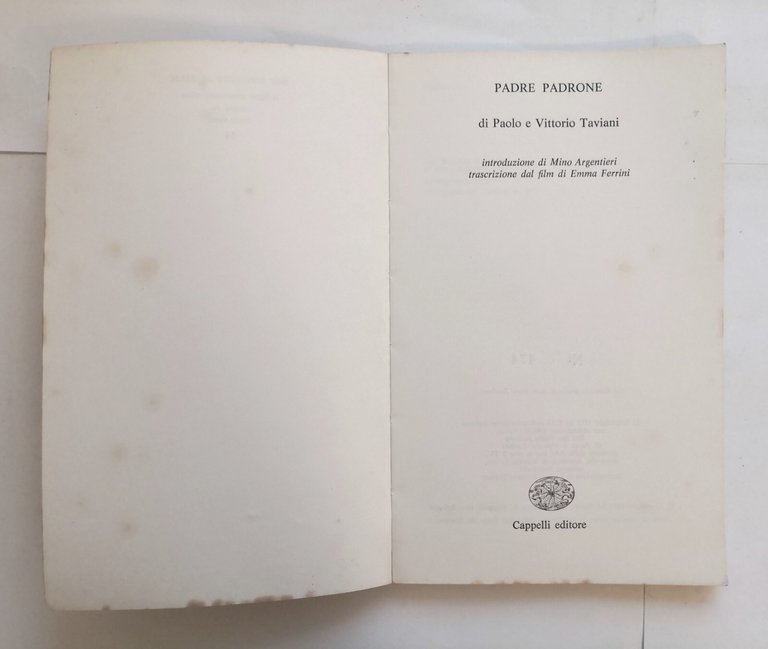 PADRE PADRONE
di Paolo e Vittorio Taviani
introduzione di Mino Argentieri
trascrizione dal film di Emma Ferrini
Cappelli editore